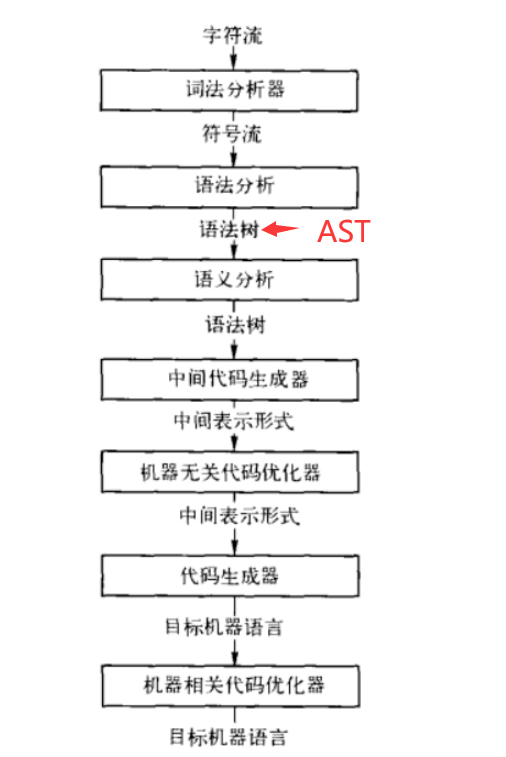 字符流
词法分析器
符号流
语法分析
语法树 AST
语义分析
语法树
中间代码生成器
中间表示形式
机器无关代码优化器
中间表示形式
代码生成器
目标机器语言
机器相关代码优化器
目标机器语言